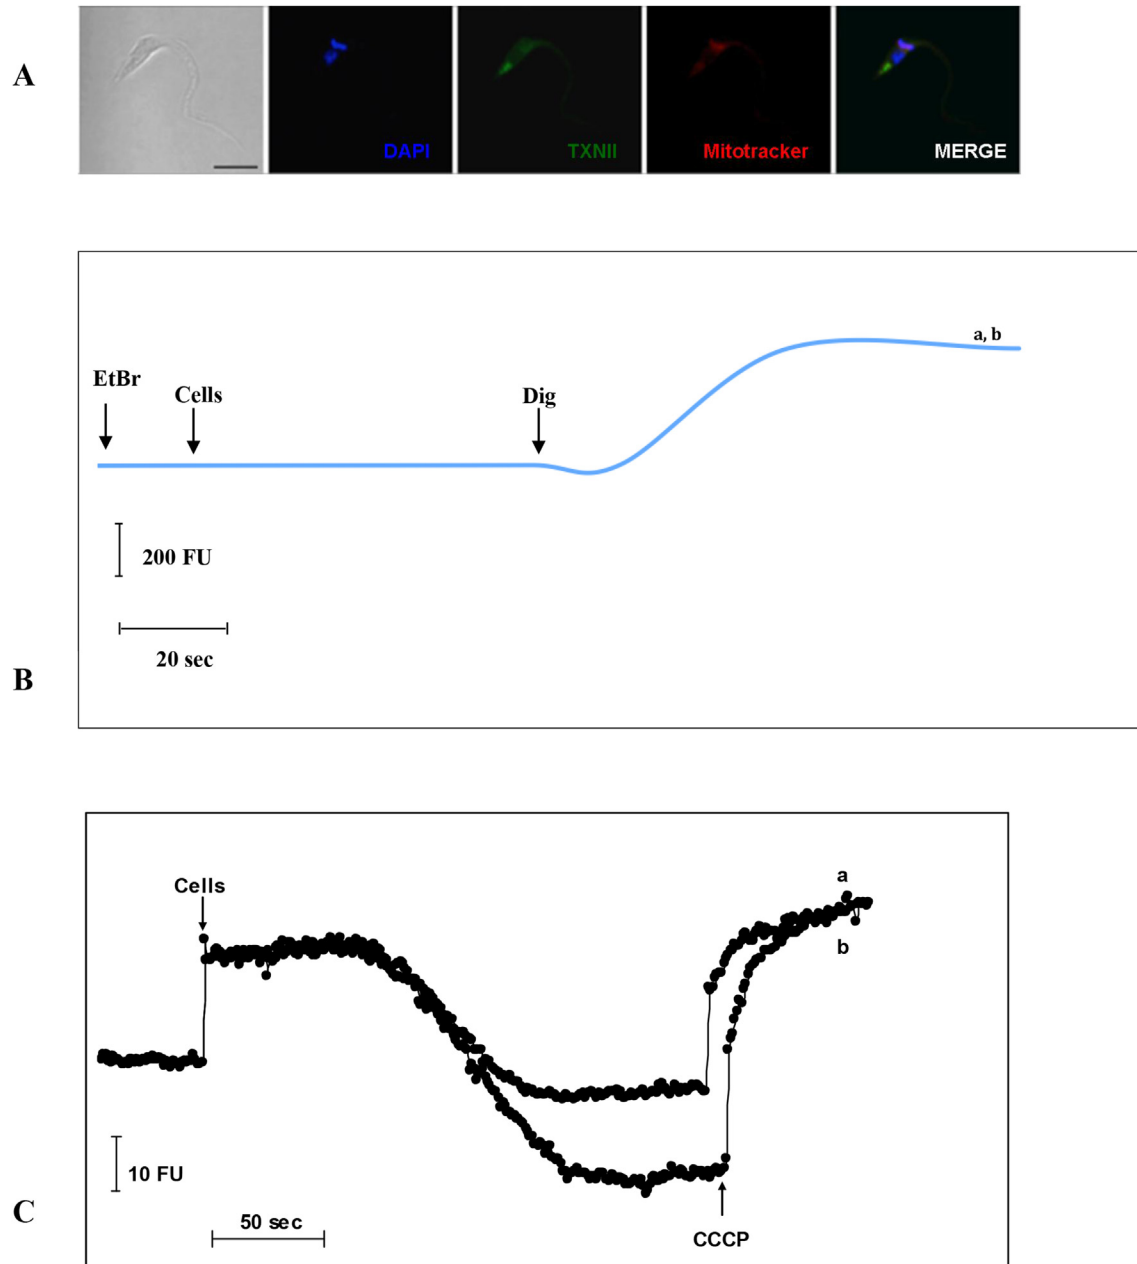 A
DAPI
TXNII
Mitotracker
MERGE
a, b
EtBr
Cells
Dig
200 FU
20 sec
B
Cells
a
b
10 FU
50 sec
CCCP
C